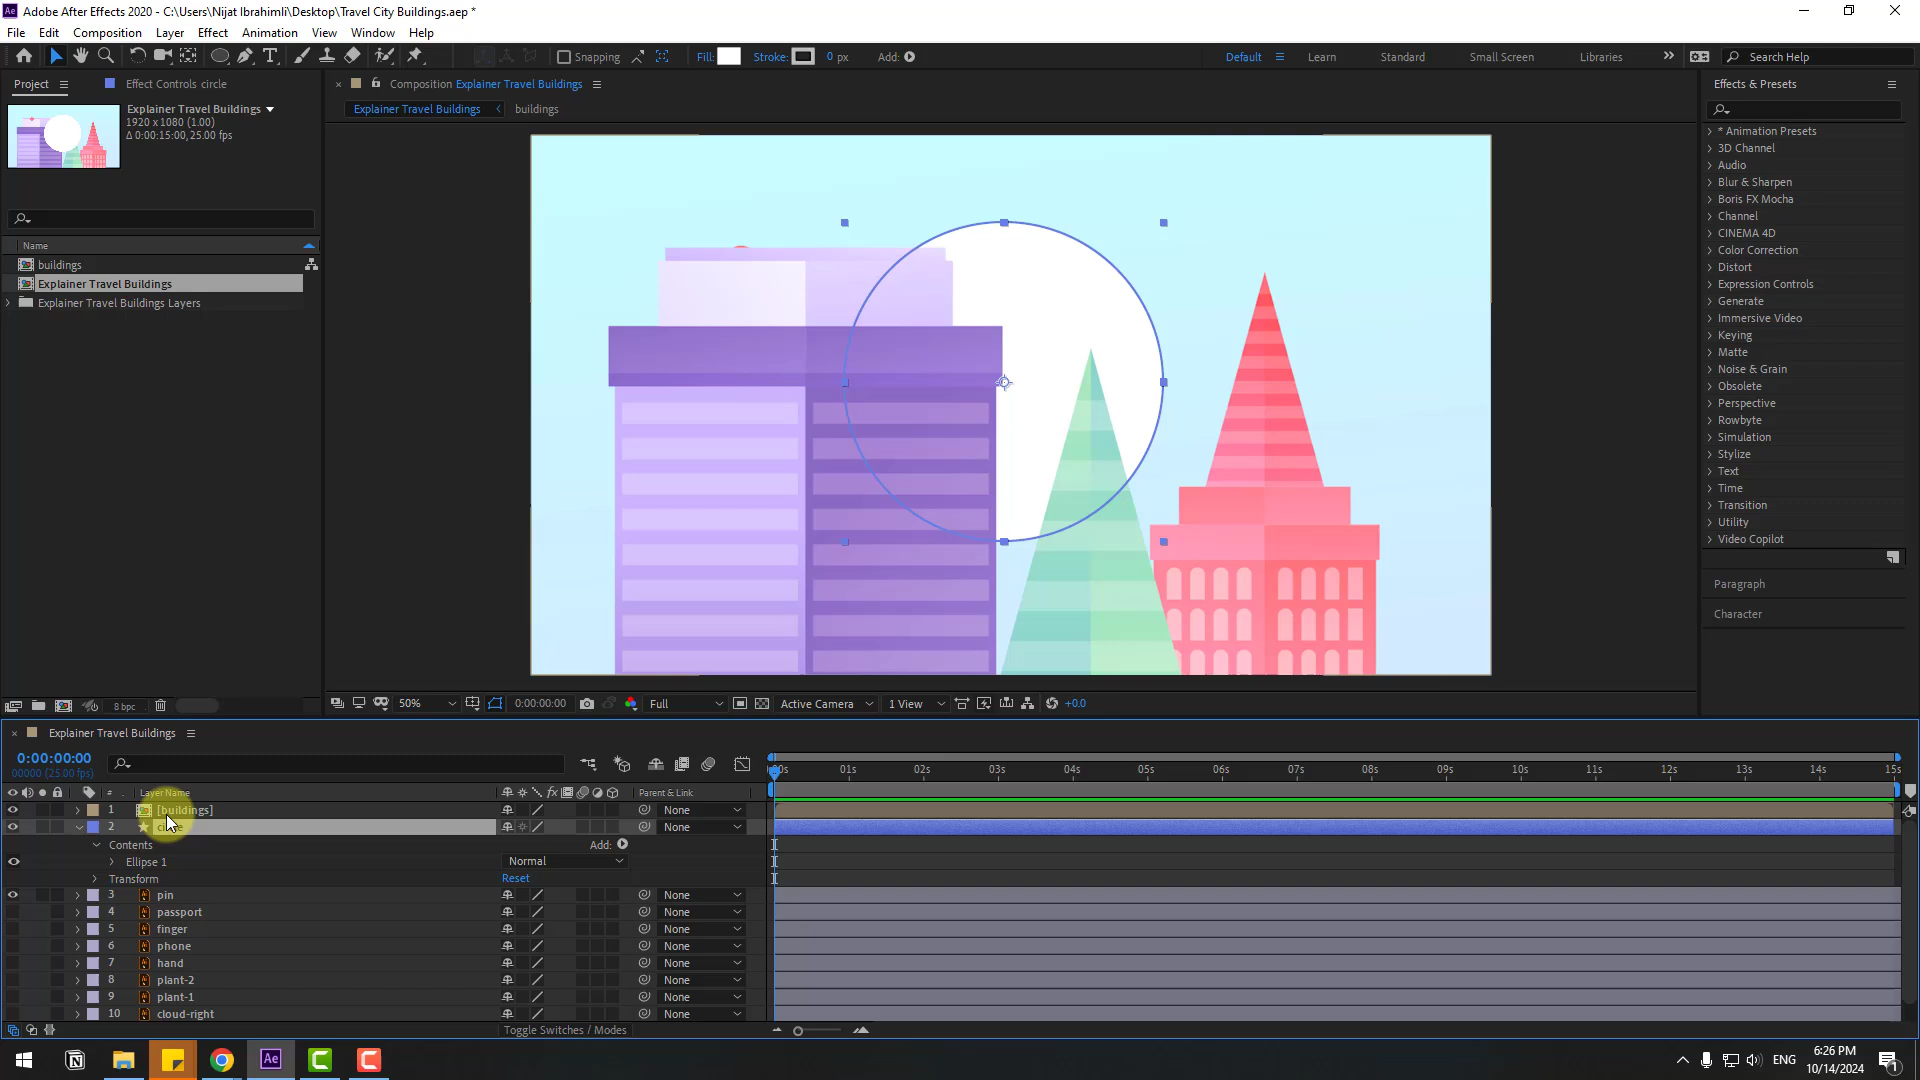 Ae Adobe After Effects 2020 - C:\Users\Nijat Ibrahimli\Desktop\Travel City Buildings.aep *
File Edit Composition Layer Effect Animation View Window Help
Snapping Fill: Stroke: 0 px Add: Default Learn Standard Small Screen Libraries Search Help
Project Effect Controls circle
Composition Explainer Travel Buildings
Effects & Presets
Explainer Travel Buildings
1920 x 1080 (1.00)
Δ 0:00:15:00, 25.00 fps
Explainer Travel Buildings buildings
Name
buildings
Explainer Travel Buildings
Explainer Travel Buildings Layers
* Animation Presets
3D Channel
Audio
Blur & Sharpen
Boris FX Mocha
Channel
CINEMA 4D
Color Correction
Distort
Expression Controls
Generate
Immersive Video
Keying
Matte
Noise & Grain
Obsolete
Perspective
Rowbyte
Simulation
Stylize
Text
Time
Transition
Utility
Video Copilot
Paragraph
Character
8 bpc
50% 0:00:00:00 Full Active Camera 1 View +0.0
Explainer Travel Buildings
0:00:00:00
00000 (25.00 fps)
:00s 01s 02s 03s 04s 05s 06s 07s 08s 09s 10s 11s 12s 13s 14s 15s
# Layer Name fx Parent & Link
1 [buildings] None
2 None
Contents Add:
Ellipse 1 Normal
Transform Reset
3 pin None
4 passport None
5 finger None
6 phone None
7 hand None
8 plant-2 None
9 plant-1 None
10 cloud-right None
Toggle Switches / Modes
Ae
ENG
6:26 PM
10/14/2024
1